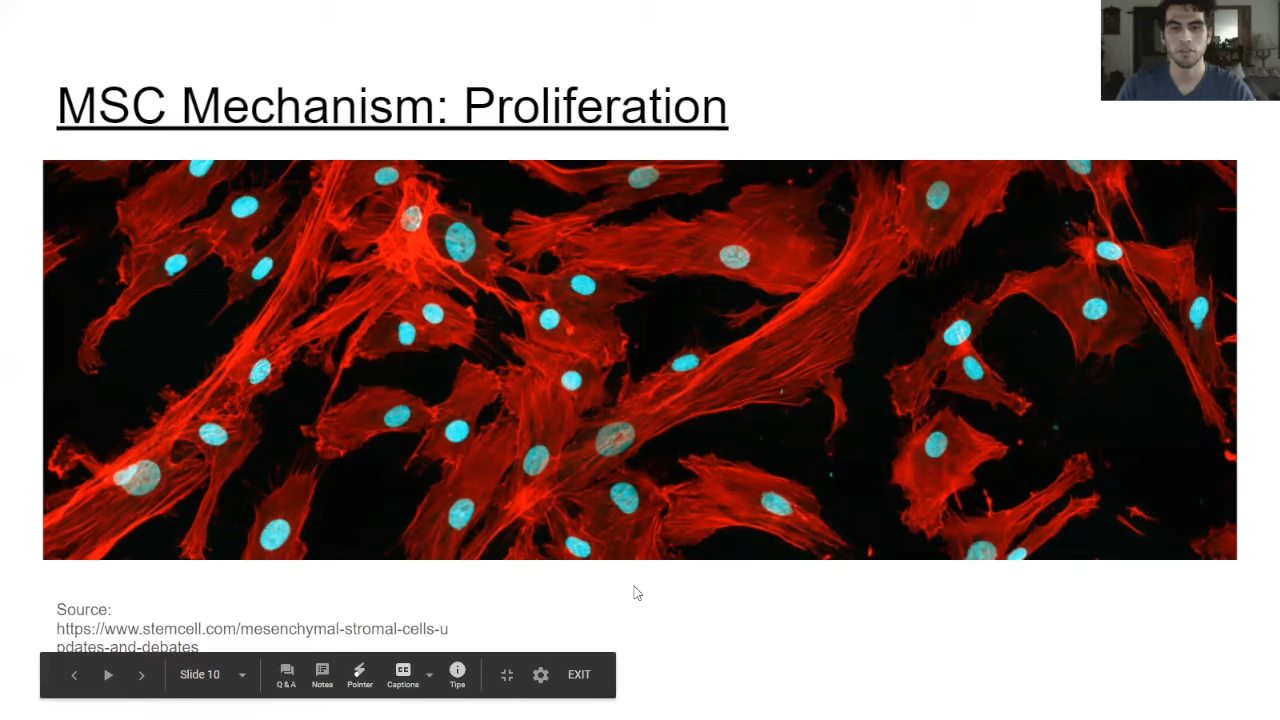 MSC Mechanism: Proliferation
Source:
https://www.stemcell.com/mesenchymal-stromal-cells-u
pdates-and-debates
Slide 10
Q & A
Notes
Pointer
CC
Captions
Tips
EXIT